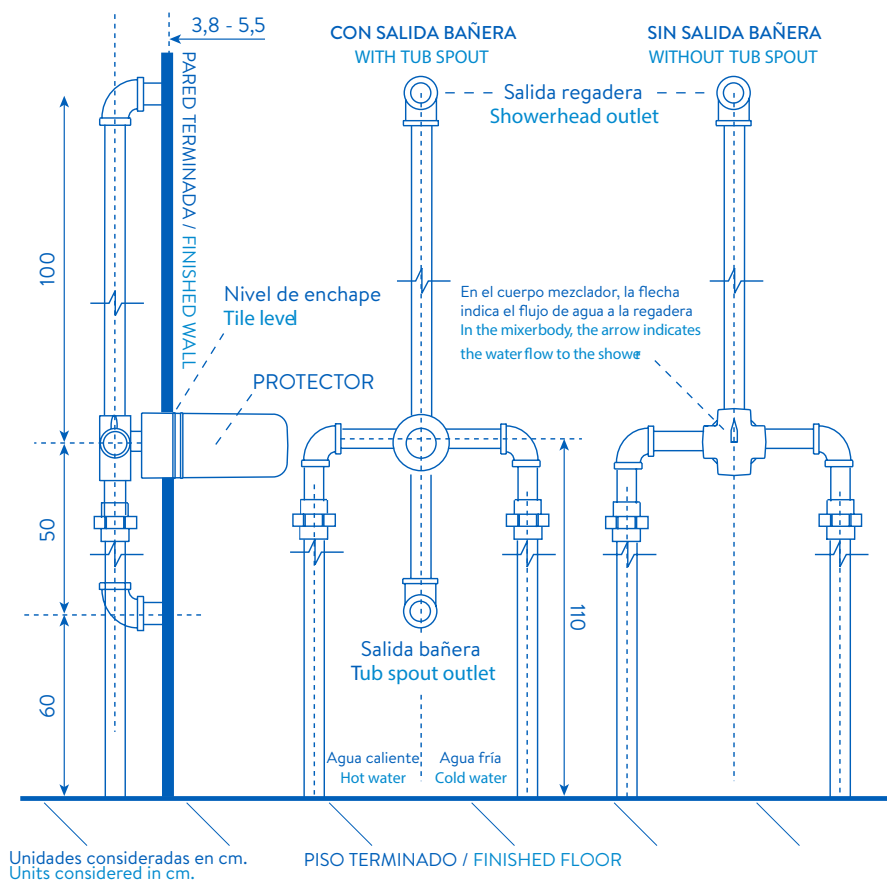 3,8 - 5,5
CON SALIDA BAÑERA
WITH TUB SPOUT
SIN SALIDA BAÑERA
WITHOUT TUB SPOUT
PARED TERMINADA / FINISHED WALL
Salida regadera
Showerhead outlet
100
Nivel de enchape
Tile level
En el cuerpo mezclador, la flecha
indica el flujo de agua a la regadera
In the mixerbody, the arrow indicates
the water flow to the showe
PROTECTOR
50
110
Salida bañera
Tub spout outlet
60
Agua caliente
Hot water
Agua fría
Cold water
Unidades consideradas en cm.
Units considered in cm.
PISO TERMINADO / FINISHED FLOOR